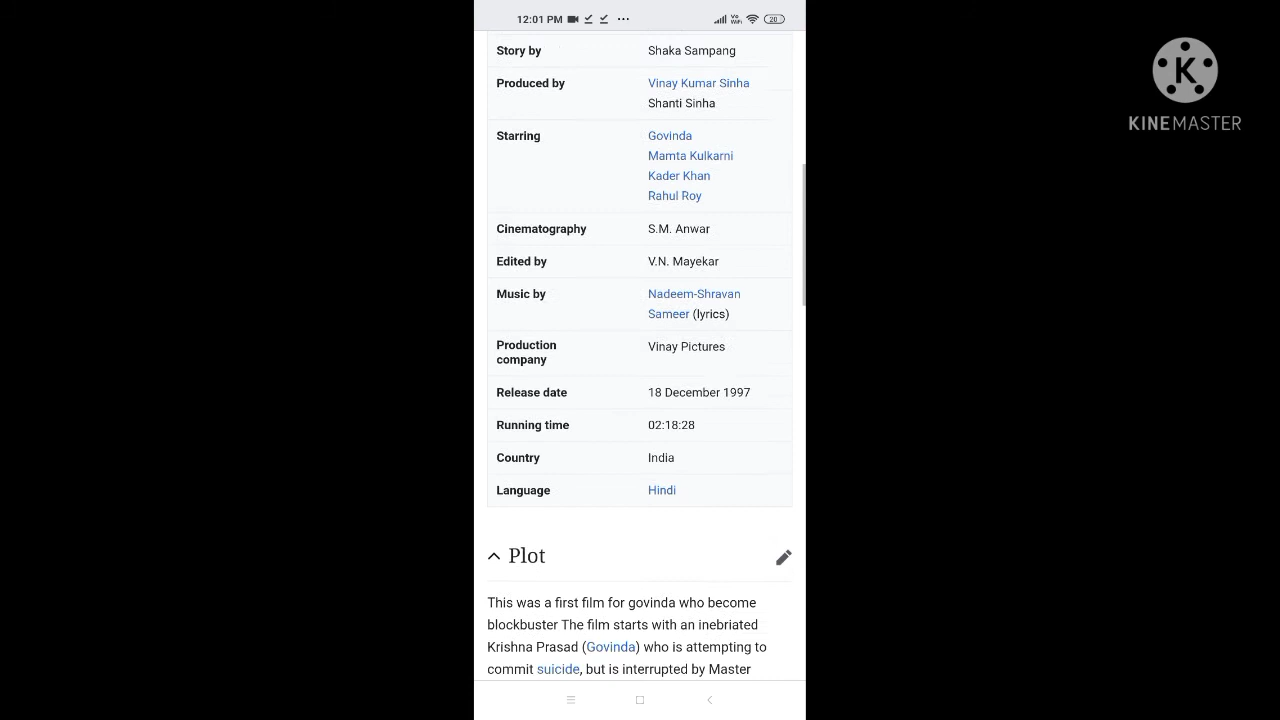 12:01 PM
Vo
WiFi
20
Story by
Shaka Sampang
Produced by
Vinay Kumar Sinha
Shanti Sinha
Starring
Govinda
Mamta Kulkarni
Kader Khan
Rahul Roy
Cinematography
S.M. Anwar
Edited by
V.N. Mayekar
Music by
Nadeem-Shravan
Sameer (lyrics)
Production
company
Vinay Pictures
Release date
18 December 1997
Running time
02:18:28
Country
India
Language
Hindi
Plot
This was a first film for govinda who become
blockbuster The film starts with an inebriated
Krishna Prasad (Govinda) who is attempting to
commit suicide, but is interrupted by Master
K
KINEMASTER